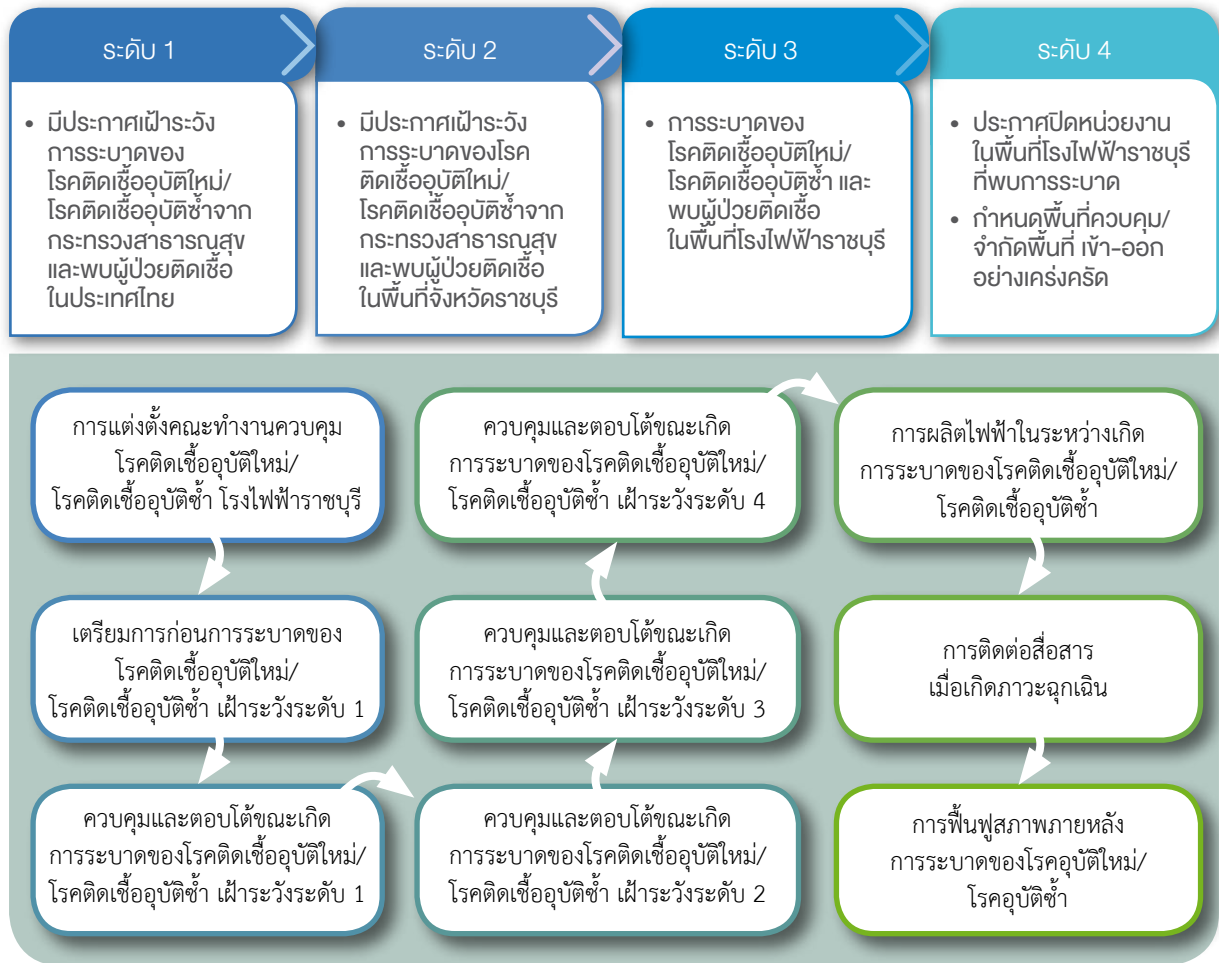 ระดับ 1
• มีประกาศเฝ้าระวัง
การระบาดของ
โรคติดเชื้ออุบัติใหม่/
โรคติดเชื้ออุบัติซ้ำจาก
กระทรวงสาธารณสุข
และพบผู้ป่วยติดเชื้อ
ในประเทศไทย
ระดับ 2
• มีประกาศเฝ้าระวัง
การระบาดของโรค
ติดเชื้ออุบัติใหม่/
โรคติดเชื้ออุบัติซ้ำจาก
กระทรวงสาธารณสุข
และพบผู้ป่วยติดเชื้อ
ในพื้นที่จังหวัดราชบุรี
ระดับ 3
• การระบาดของ
โรคติดเชื้ออุบัติใหม่/
โรคติดเชื้ออุบัติซ้ำ และ
พบผู้ป่วยติดเชื้อ
ในพื้นที่โรงไฟฟ้าราชบุรี
ระดับ 4
• ประกาศปิดหน่วยงาน
ในพื้นที่โรงไฟฟ้าราชบุรี
ที่พบการระบาด
• กำหนดพื้นที่ควบคุม/
จำกัดพื้นที่ เข้า-ออก
อย่างเคร่งครัด
การแต่งตั้งคณะทำงานควบคุม
โรคติดเชื้ออุบัติใหม่/
โรคติดเชื้ออุบัติซ้ำ โรงไฟฟ้าราชบุรี
เตรียมการก่อนการระบาดของ
โรคติดเชื้ออุบัติใหม่/
โรคติดเชื้ออุบัติซ้ำ เฝ้าระวังระดับ 1
ควบคุมและตอบโต้ขณะเกิด
การระบาดของโรคติดเชื้ออุบัติใหม่/
โรคติดเชื้ออุบัติซ้ำ เฝ้าระวังระดับ 1
ควบคุมและตอบโต้ขณะเกิด
การระบาดของโรคติดเชื้ออุบัติใหม่/
โรคติดเชื้ออุบัติซ้ำ เฝ้าระวังระดับ 2
ควบคุมและตอบโต้ขณะเกิด
การระบาดของโรคติดเชื้ออุบัติใหม่/
โรคติดเชื้ออุบัติซ้ำ เฝ้าระวังระดับ 3
ควบคุมและตอบโต้ขณะเกิด
การระบาดของโรคติดเชื้ออุบัติใหม่/
โรคติดเชื้ออุบัติซ้ำ เฝ้าระวังระดับ 4
การผลิตไฟฟ้าในระหว่างเกิด
การระบาดของโรคติดเชื้ออุบัติใหม่/
โรคติดเชื้ออุบัติซ้ำ
การติดต่อสื่อสาร
เมื่อเกิดภาวะฉุกเฉิน
การฟื้นฟูสภาพภายหลัง
การระบาดของโรคอุบัติใหม่/
โรคอุบัติซ้ำ